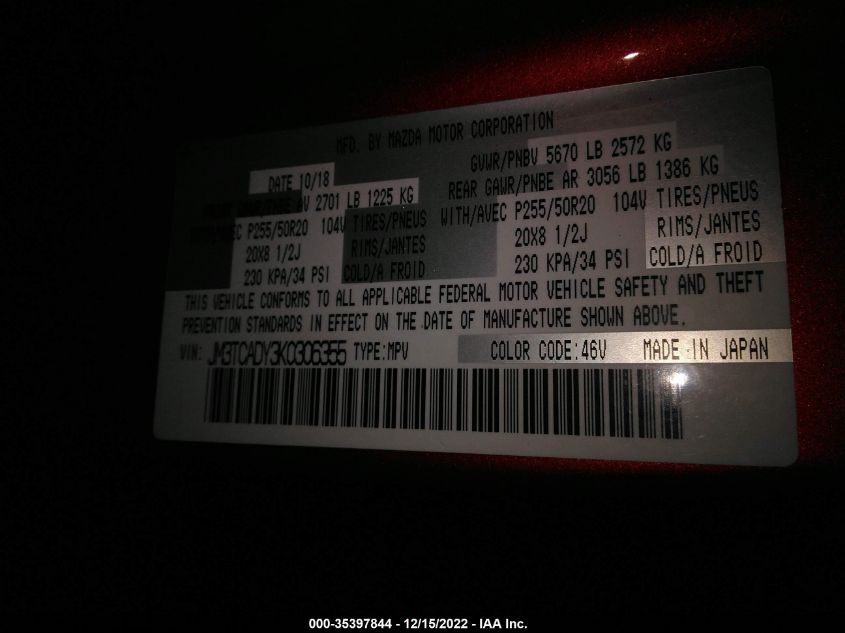 MFD. BY MAZDA MOTOR CORPORATION
DATE 10/18 GVWR/PNBV 5670 LB 2572 KG
AV 2701 LB 1225 KG REAR GAWR/PNBE AR 3056 LB 1386 KG
P255/50R20 104V TIRES/PNEUS WITH/AVEC P255/50R20 104V TIRES/PNEUS
20X8 1/2J RIMS/JANTES 20X8 1/2J RIMS/JANTES
230 KPA/34 PSI COLD/A FROID 230 KPA/34 PSI COLD/A FROID
THIS VEHICLE CONFORMS TO ALL APPLICABLE FEDERAL MOTOR VEHICLE SAFETY AND THEFT
PREVENTION STANDARDS IN EFFECT ON THE DATE OF MANUFACTURE SHOWN ABOVE.
VIN: JM3TCADY3K0306355 TYPE:MPV COLOR CODE:46V MADE IN JAPAN
000-35397844 - 12/15/2022 - IAA Inc.